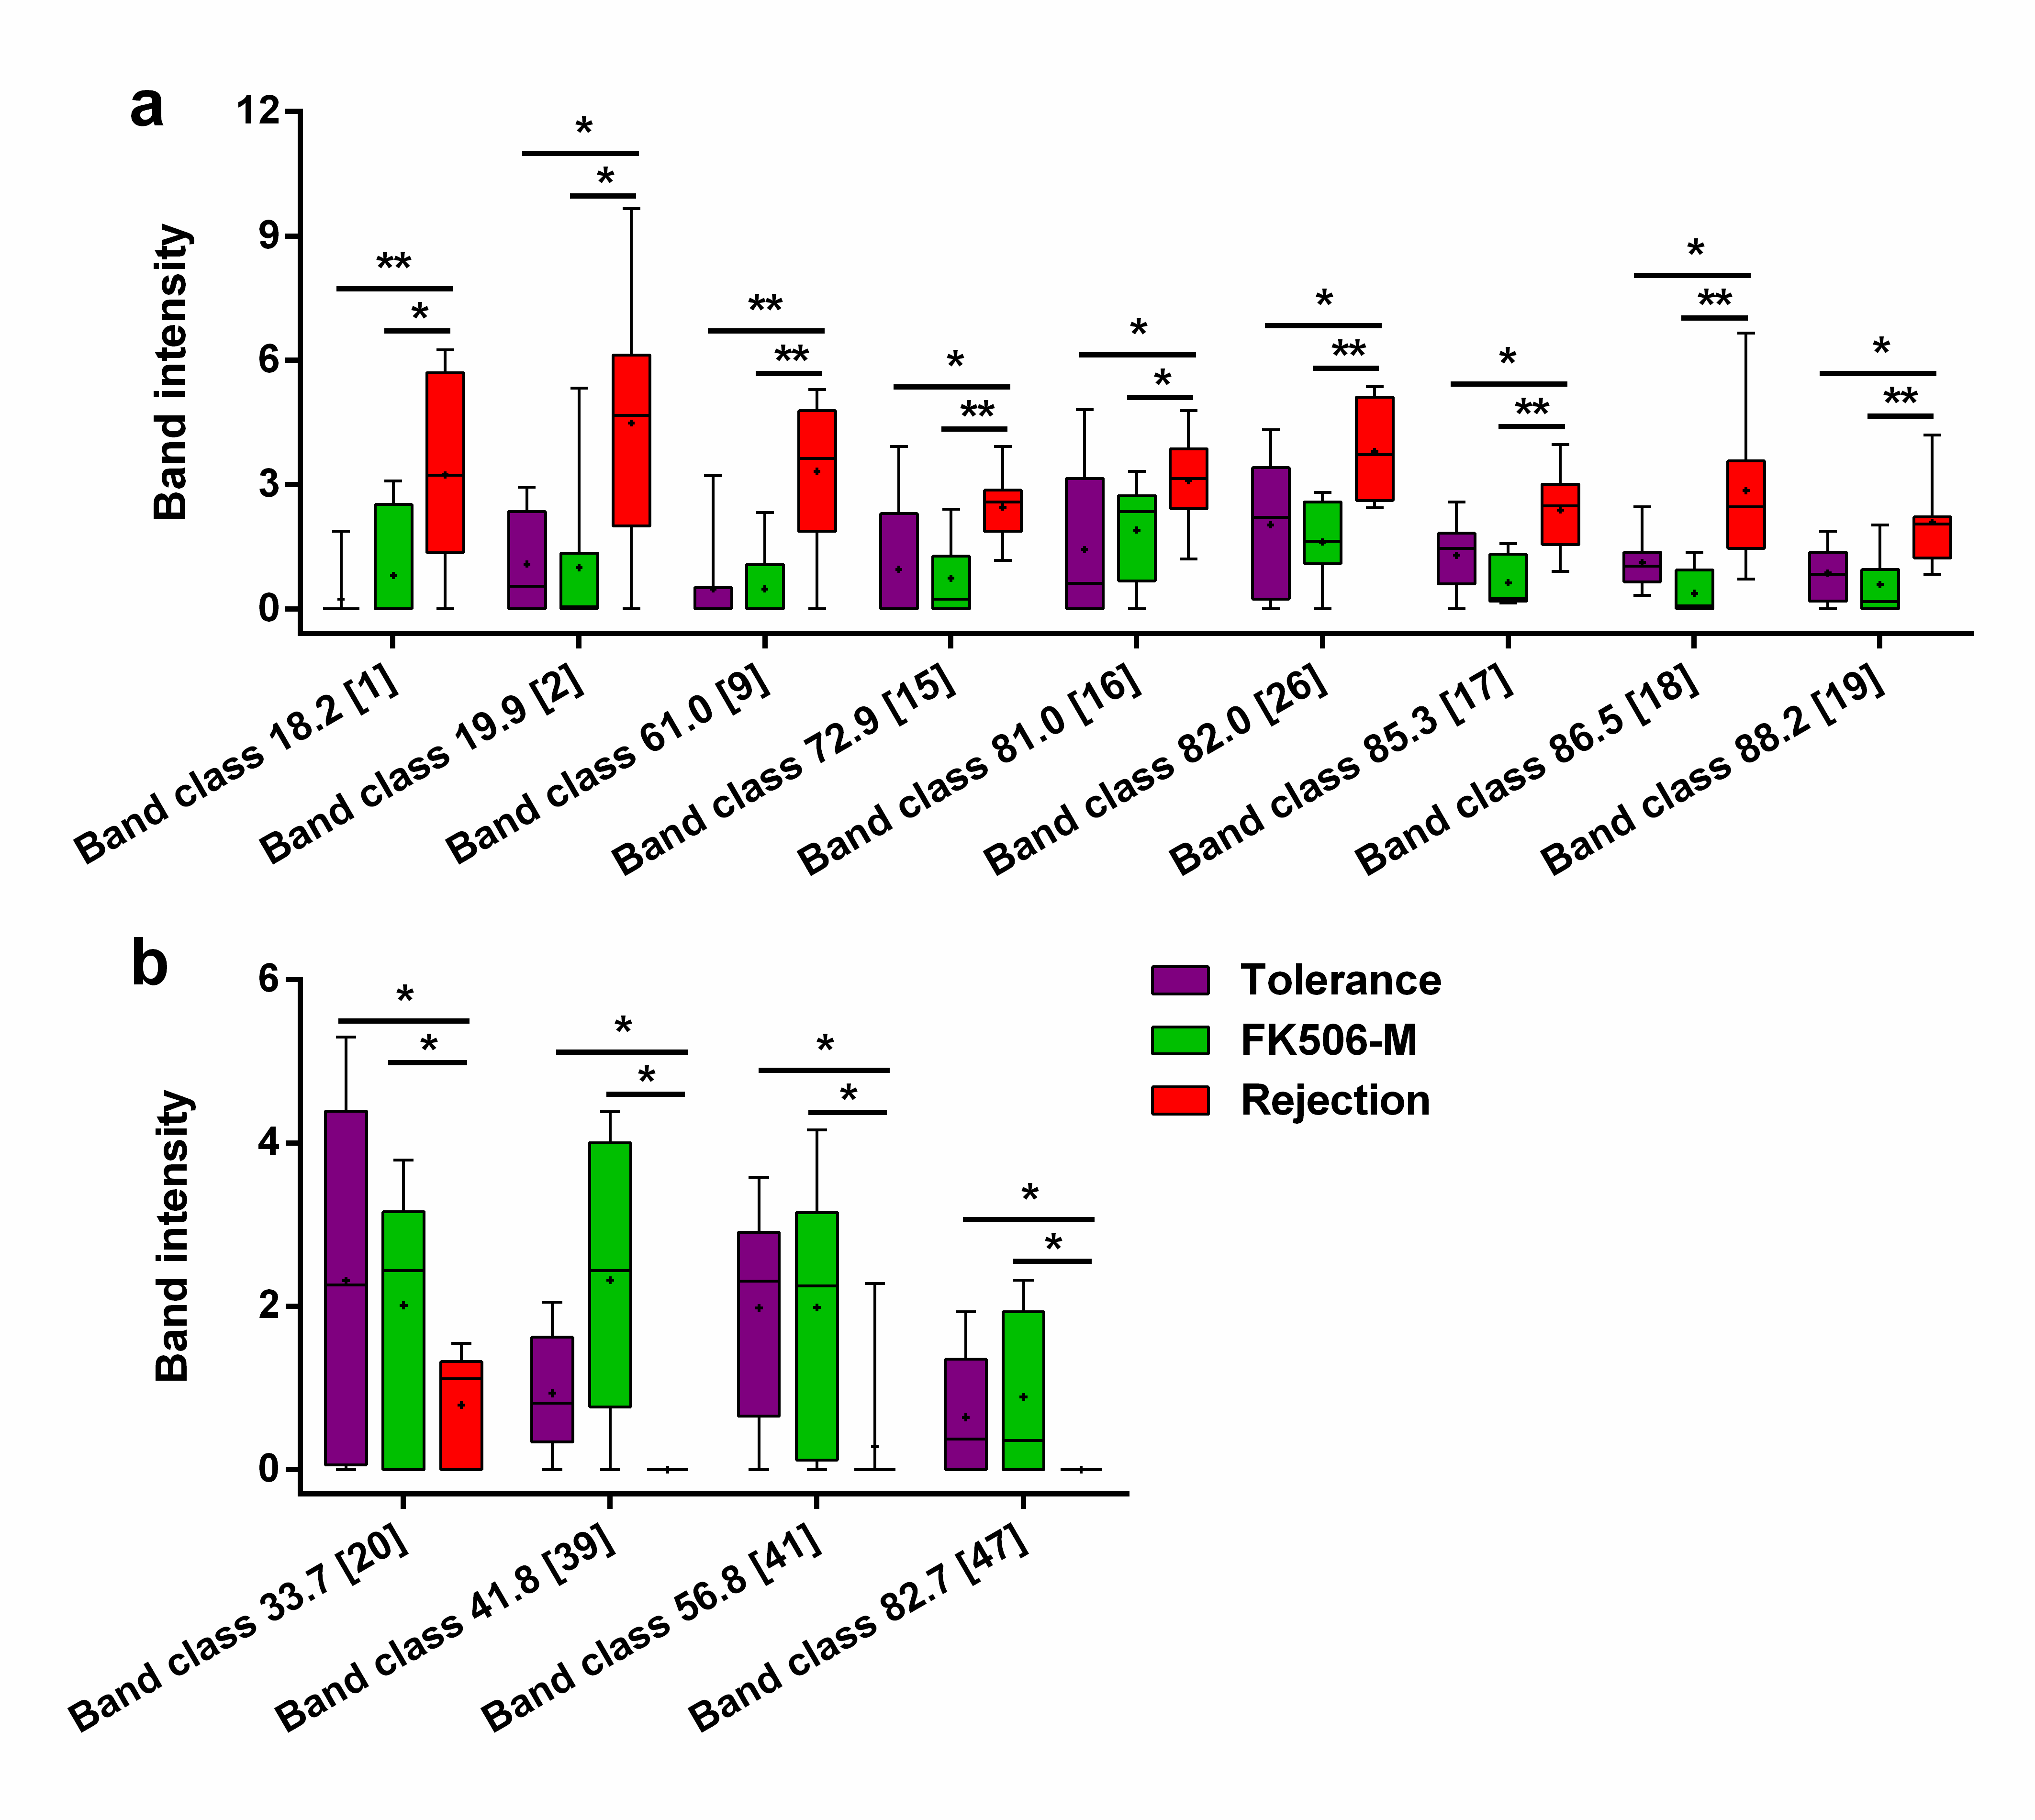 a
Band intensity
12
9
6
3
0
** * * * ** ** * ** * * * ** * ** * ** * **
Band class 18.2 [1]
Band class 19.9 [2]
Band class 61.0 [9]
Band class 72.9 [15]
Band class 81.0 [16]
Band class 82.0 [26]
Band class 85.3 [17]
Band class 86.5 [18]
Band class 88.2 [19]
b
Band intensity
6
4
2
0
* * * * * * * *
Band class 33.7 [20]
Band class 41.8 [39]
Band class 56.8 [41]
Band class 82.7 [47]
Tolerance
FK506-M
Rejection